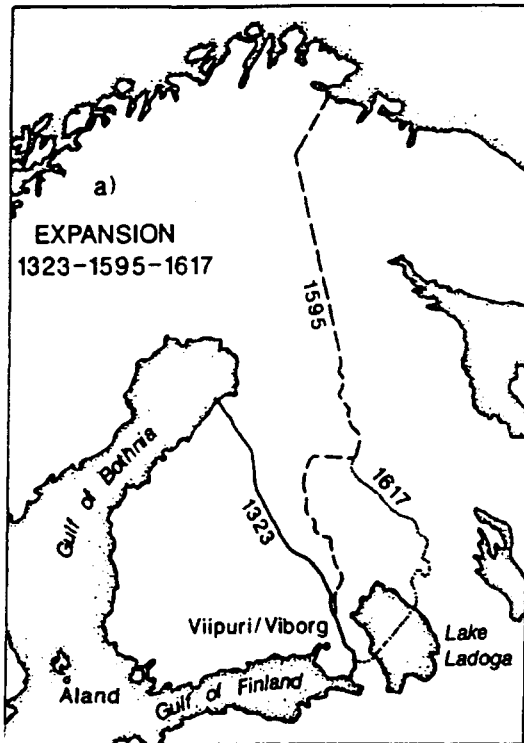 a)
EXPANSION
1323-1595-1617
1595
Gulf of Bothnia
1617
1323
Viipuri/Viborg
Lake
Ladoga
Åland
Gulf of Finland